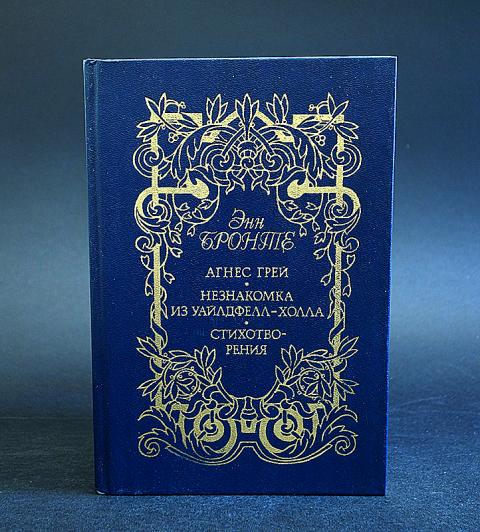 Энн
БРОНТЕ
АГНЕС ГРЕЙ
•
НЕЗНАКОМКА
ИЗ УАЙЛДФЕЛЛ-ХОЛЛА
•
СТИХОТВО-
РЕНИЯ